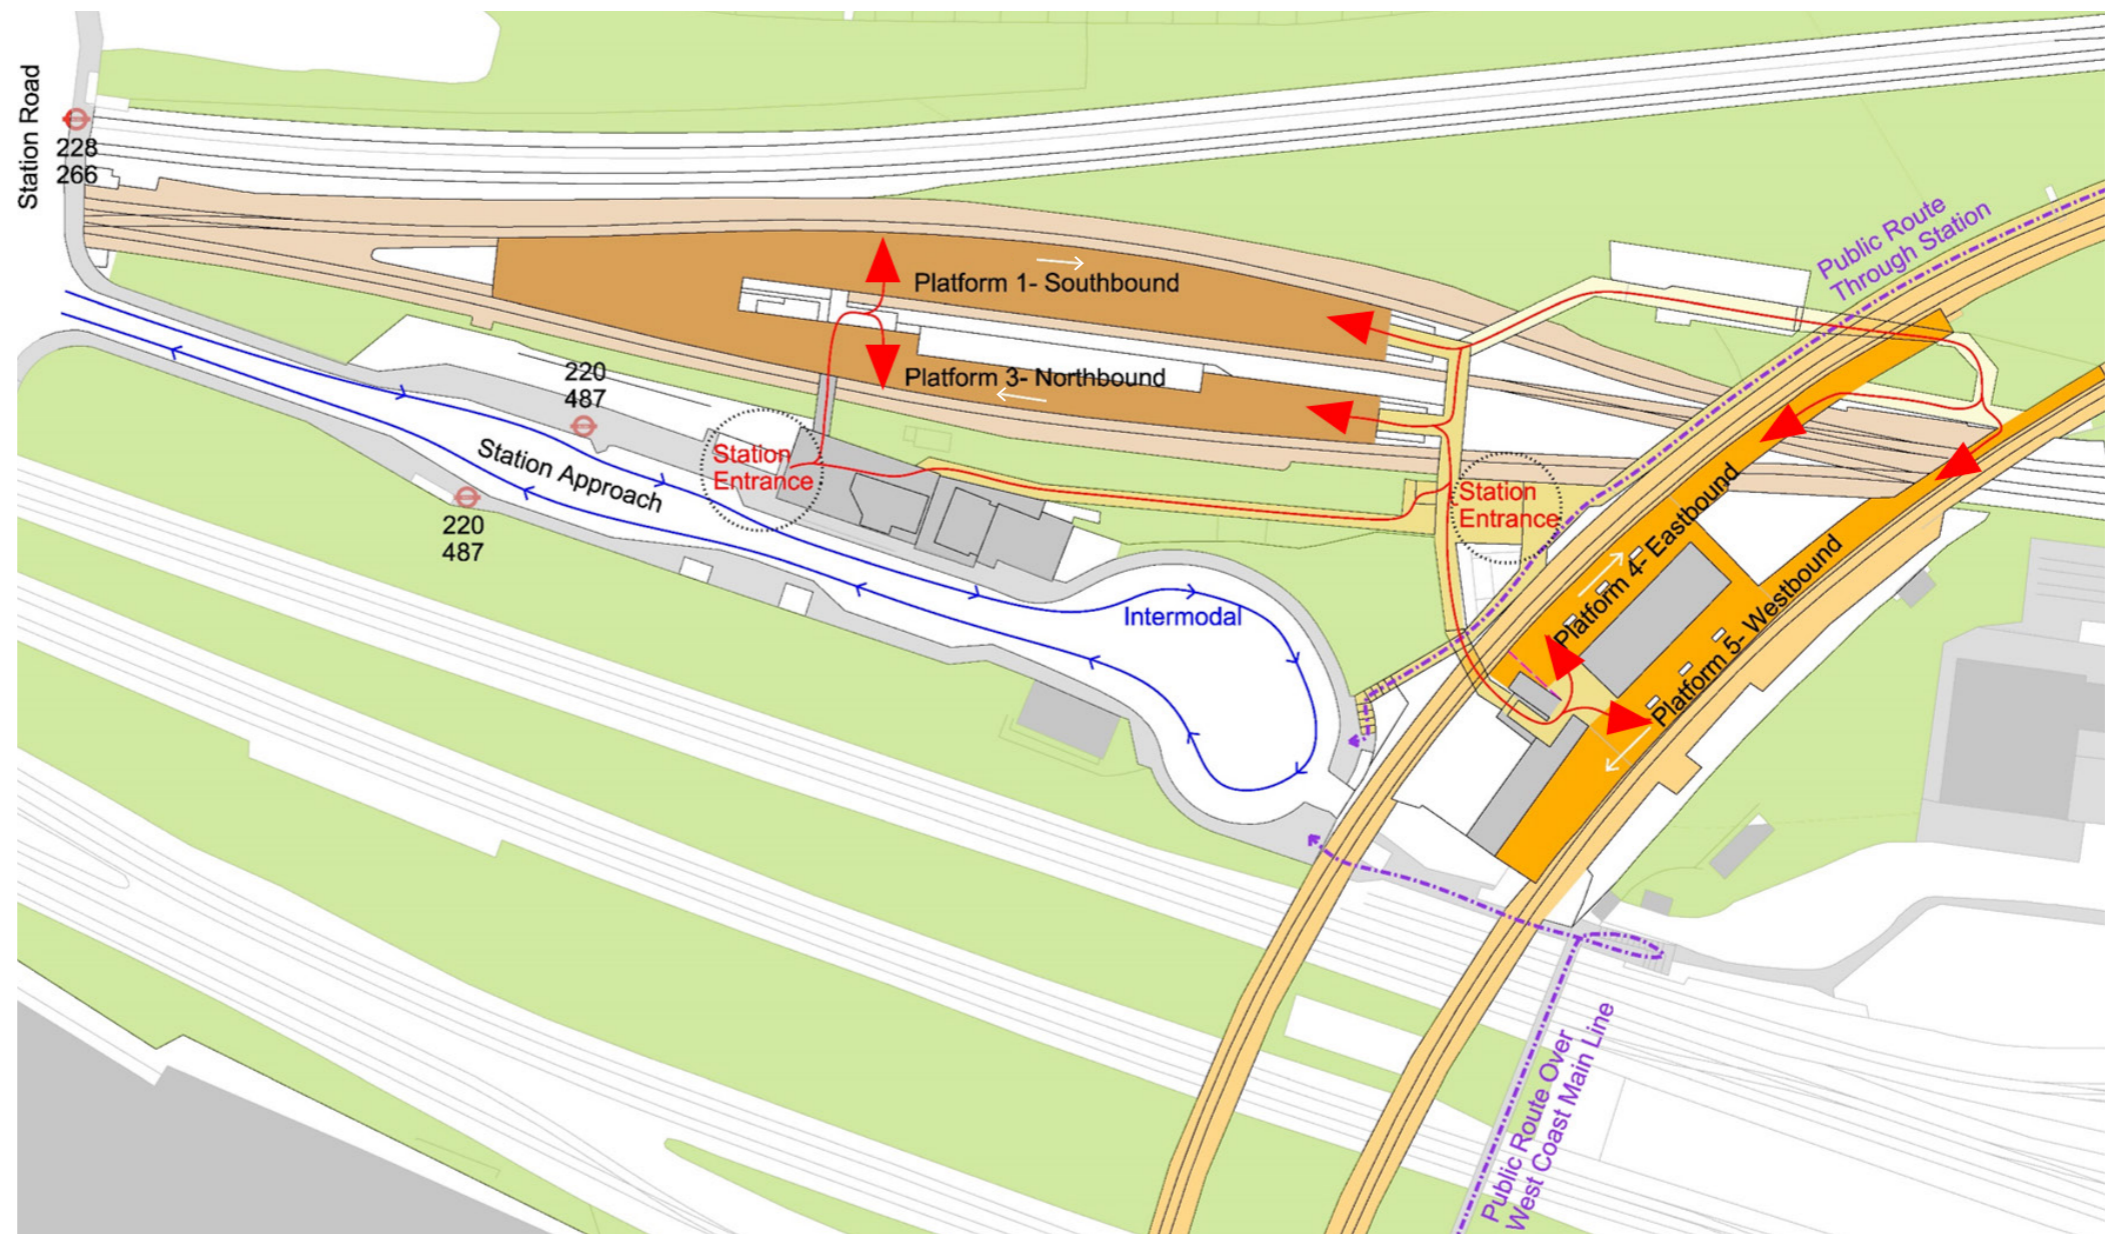 Station Road
228
266
Public Route
Through Station
Platform 1- Southbound
Platform 3- Northbound
220
487
Station Approach
220
487
Station
Entrance
Station
Entrance
Platform 4- Eastbound
Platform 5- Westbound
Intermodal
Public Route Over
West Coast Main Line